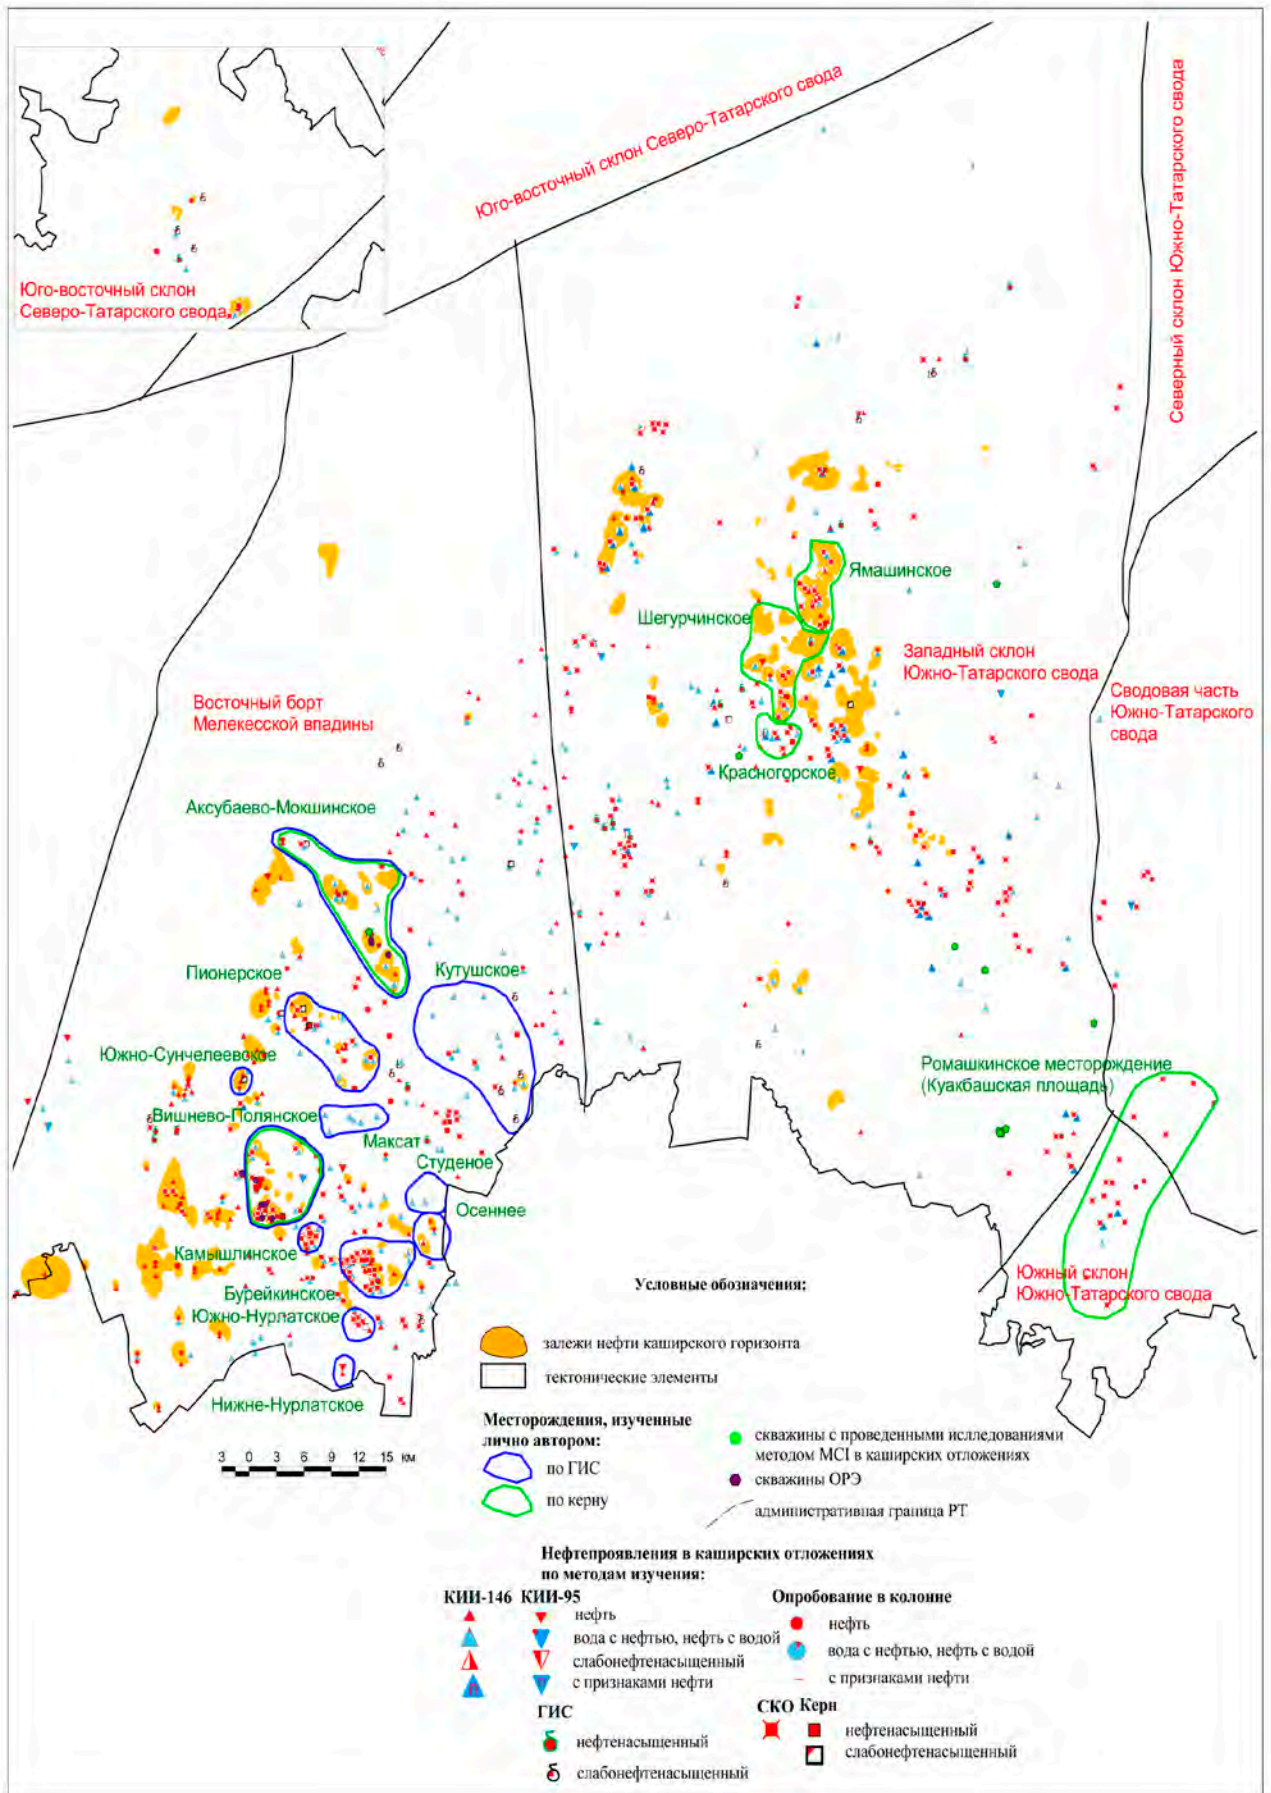 Юго-восточный склон Северо-Татарского свода
Северный склон Южно-Татарского свода
Юго-восточный склон
Северо-Татарского свода
Ямашинское
Шегурчинское
Западный склон
Южно-Татарского свода
Сводовая часть
Южно-Татарского
свода
Восточный борт
Мелекесской впадины
Красногорское
Аксубаево-Мокшинское
Пионерское
Кутушское
Южно-Сунчелеевское
Ромашкинское месторождение
(Куакбашская площадь)
Вишнево-Полянское
Максат
Студеное
Осеннее
Камышлинское
Бурейкинское
Южно-Нурлатское
Нижне-Нурлатское
Южный склон
Южно-Татарского свода
Условные обозначения:
залежи нефти каширского горизонта
тектонические элементы
Месторождения, изученные
лично автором:
по ГИС
по керну
скважины с проведенными исследованиями
методом MCI в каширских отложениях
скважины ОРЭ
административная граница РТ
3 0 3 6 9 12 15 км
Нефтепроявления в каширских отложениях
по методам изучения:
КИИ-146 КИИ-95
нефть
вода с нефтью, нефть с водой
слабонефтенасыщенный
с признаками нефти
Опробование в колонне
нефть
вода с нефтью, нефть с водой
с признаками нефти
ГИС
нефтенасыщенный
слабонефтенасыщенный
СКО Керн
нефтенасыщенный
слабонефтенасыщенный